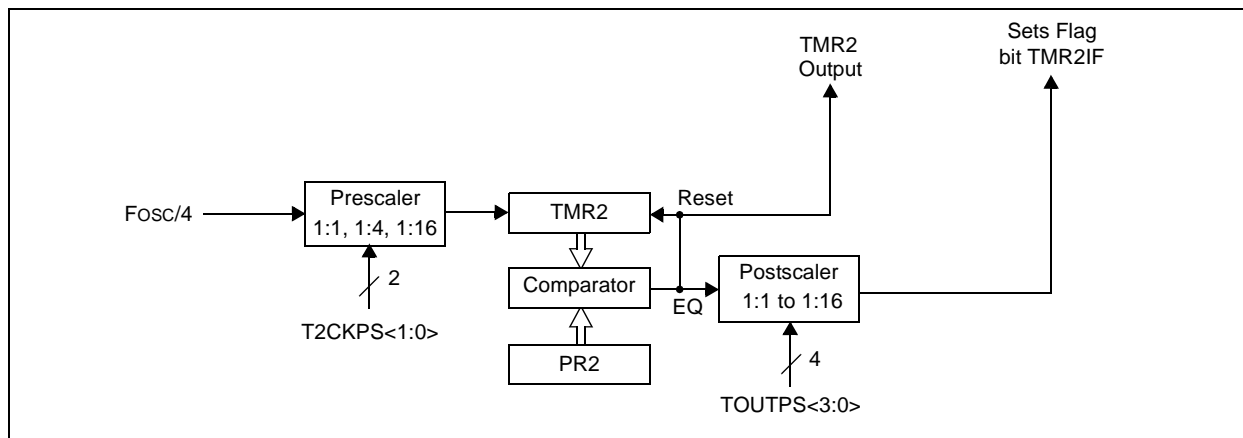 TMR2
Output
Sets Flag
bit TMR2IF
FOSC/4
Prescaler
1:1, 1:4, 1:16
2
T2CKPS<1:0>
TMR2
Reset
Comparator
EQ
PR2
Postscaler
1:1 to 1:16
4
TOUTPS<3:0>